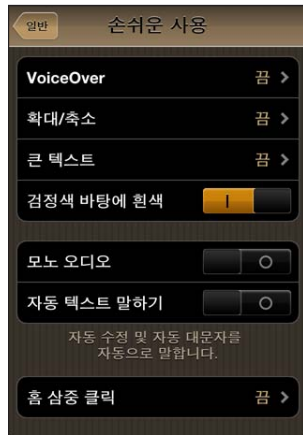 일반
손쉬운 사용
VoiceOver 끔
확대/축소 끔
큰 텍스트 끔
검정색 바탕에 흰색
모노 오디오
자동 텍스트 말하기
자동 수정 및 자동 대문자를
자동으로 말합니다.
홈 삼중 클릭 끔